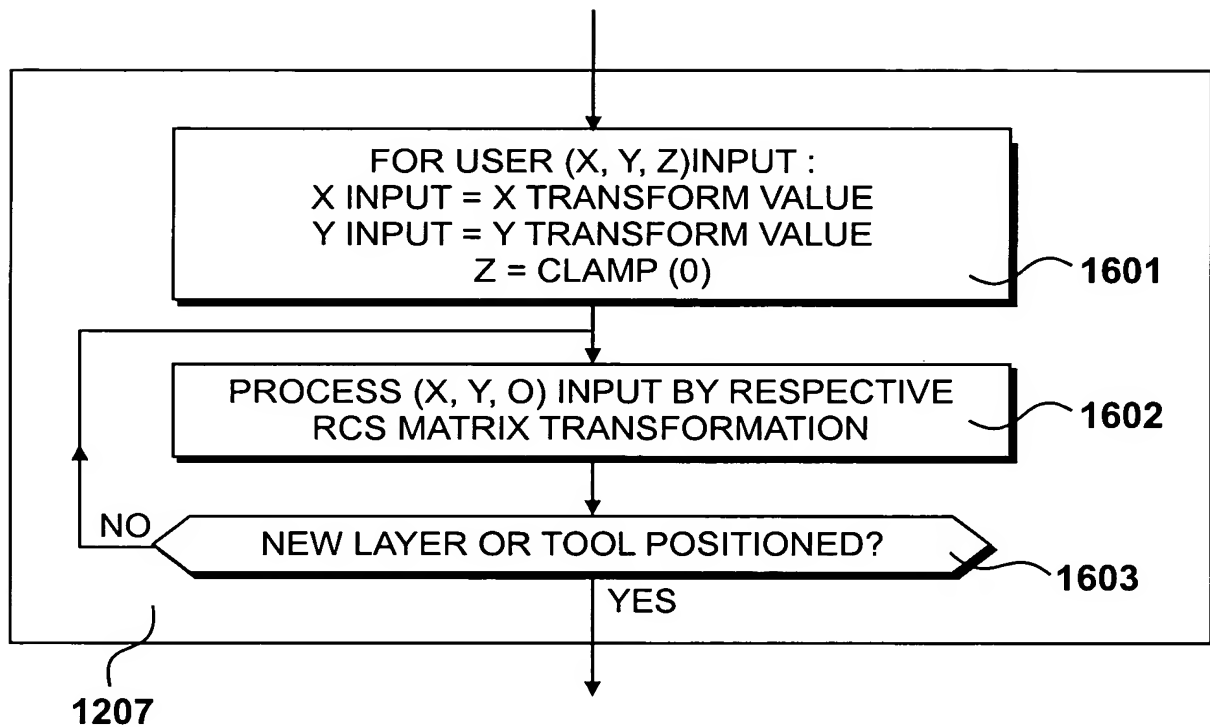 FOR USER (X, Y, Z)INPUT :
X INPUT = X TRANSFORM VALUE
Y INPUT = Y TRANSFORM VALUE
Z = CLAMP (0)
1601
PROCESS (X, Y, O) INPUT BY RESPECTIVE
RCS MATRIX TRANSFORMATION
1602
NO
NEW LAYER OR TOOL POSITIONED?
1603
YES
1207